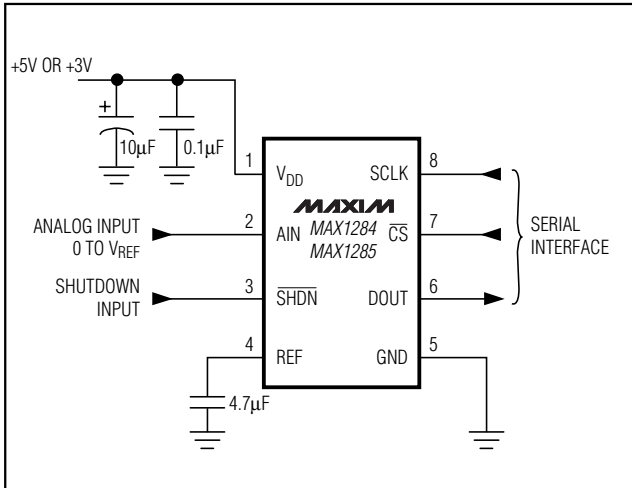 +5V OR +3V
+
10µF
0.1µF
1
VDD
SCLK
8
MAXIM
ANALOG INPUT
0 TO VREF
2
AIN
MAX1284
MAX1285
CS
7
SERIAL
INTERFACE
SHUTDOWN
INPUT
3
SHDN
DOUT
6
4
REF
GND
5
4.7µF